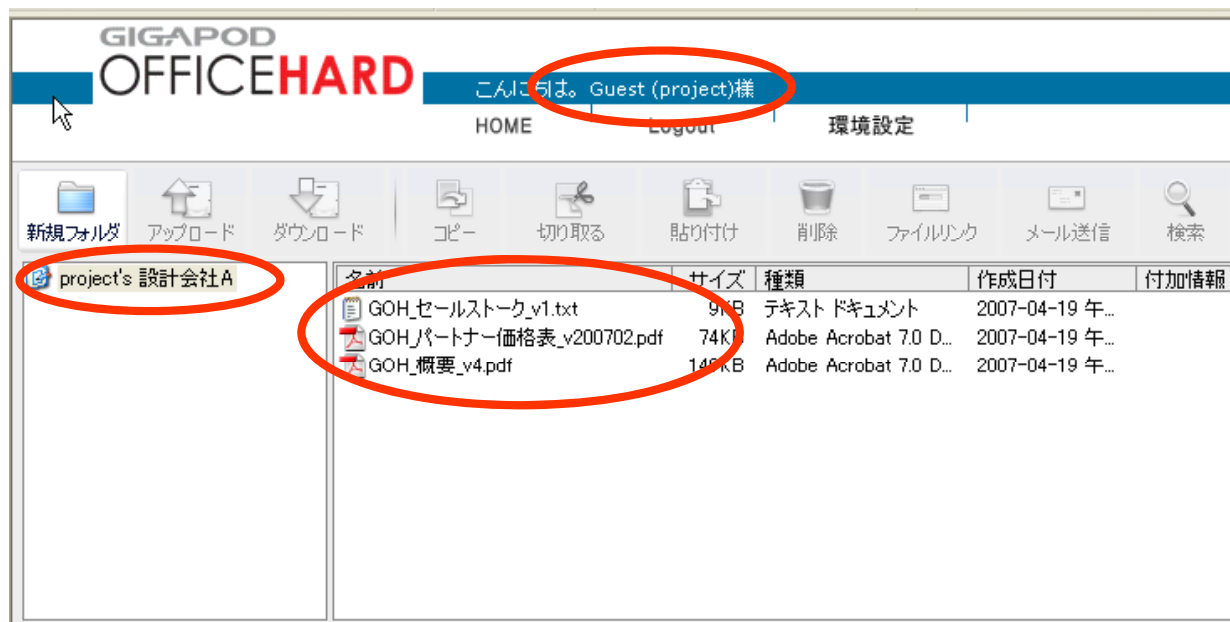 GIGAPOD
OFFICEHARD
こんにちは。Guest (project)様
HOME Logout 環境設定
新規フォルダ アップロード ダウンロード コピー 切り取る 貼り付け 削除 ファイルリンク メール送信 検索
project's 設計会社A
名前 サイズ 種類 作成日付 付加情報
GOH_セールストーク_v1.txt 9KB テキスト ドキュメント 2007-04-19 午...
GOH_パートナー価格表_v200702.pdf 74KB Adobe Acrobat 7.0 D... 2007-04-19 午...
GOH_概要_v4.pdf Adobe Acrobat 7.0 D... 2007-04-19 午...